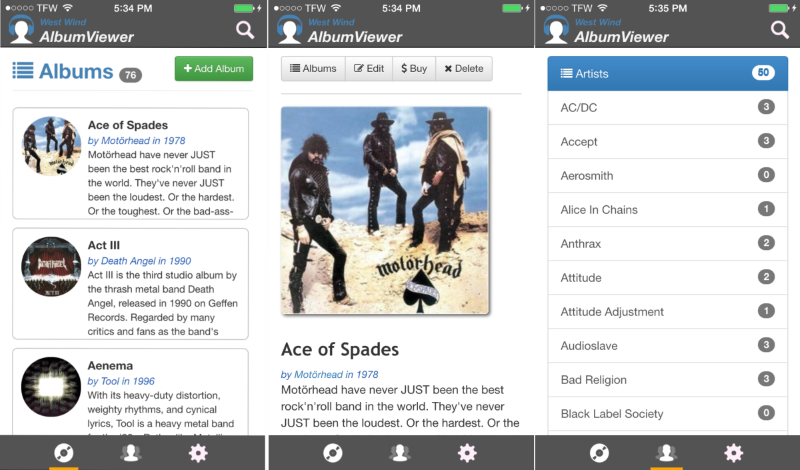 TFW 5:34 PM
West Wind
AlbumViewer
Albums 76
+ Add Album
Ace of Spades
by Motörhead in 1978
Motörhead have never JUST
been the best rock'n'roll band in
the world. They've never JUST
been the loudest. Or the hardest.
Or the toughest. Or the bad-ass-
Act III
by Death Angel in 1990
Act III is the third studio album by
the thrash metal band Death
Angel, released in 1990 on Geffen
Records. Regarded by many
critics and fans as the band's
Aenema
by Tool in 1996
With its heavy-duty distortion,
weighty rhythms, and cynical
lyrics, Tool is a heavy metal band
TFW 5:34 PM
West Wind
AlbumViewer
Albums Edit $ Buy Delete
motörhead
Ace of Spades
by Motörhead in 1978
Motörhead have never JUST been the best
rock'n'roll band in the world. They've never
JUST been the loudest. Or the hardest. Or the
TFW 5:35 PM
West Wind
AlbumViewer
Artists 50
AC/DC 3
Accept 3
Aerosmith 0
Alice In Chains 1
Anthrax 2
Attitude 2
Attitude Adjustment 1
Audioslave 3
Bad Religion 3
Black Label Society 0